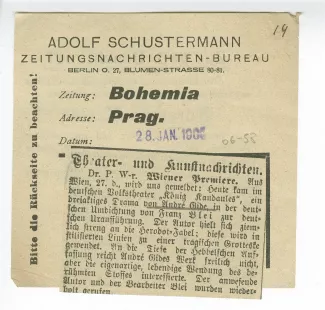 14
ADOLF SCHUSTERMANN
ZEITUNGSNACHRICHTEN-BUREAU
BERLIN O. 27, BLUMEN-STRASSE 80-81.
Bitte die Rückseite zu beachten!
Zeitung: Bohemia
Adresse: Prag.
Datum:
28. JAN. 1906
06-58
Theater- und Kunstnachrichten.
Dr. P. W-r. Wiener Premiere. Aus
Wien, 27. d., wird uns gemeldet: Heute kam im
deutschen Volkstheater „König Kandaules", ein
dreiaktiges Drama von André Gide, in der deut-
schen Umdichtung von Franz Blei zur deut-
schen Uraufführung. Der Autor hielt sich ziem-
lich streng an die Herodot-Fabel; diese wird in
stilisierten Linien zu einer tragischen Groteske
gewendet. An die Tiefe der Hebbelschen Auf-
fassung reicht André Gides Werk freilich nicht,
aber die eigenartige, lebendige Wendung des be-
rühmten Stoffes interessierte. Der anwesende
Autor und der Bearbeiter Blei wurden wieder-
holt gerufen.